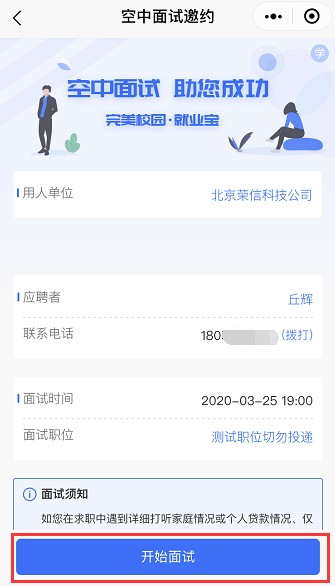 空中面试邀约
学
空中面试 助您成功
完美校园·就业宝
用人单位 北京荣信科技公司
应聘者 丘辉
联系电话 180 (拨打)
面试时间 2020-03-25 19:00
面试职位 测试职位切勿投递
面试须知
如您在求职中遇到详细打听家庭情况或个人贷款情况、仅
开始面试